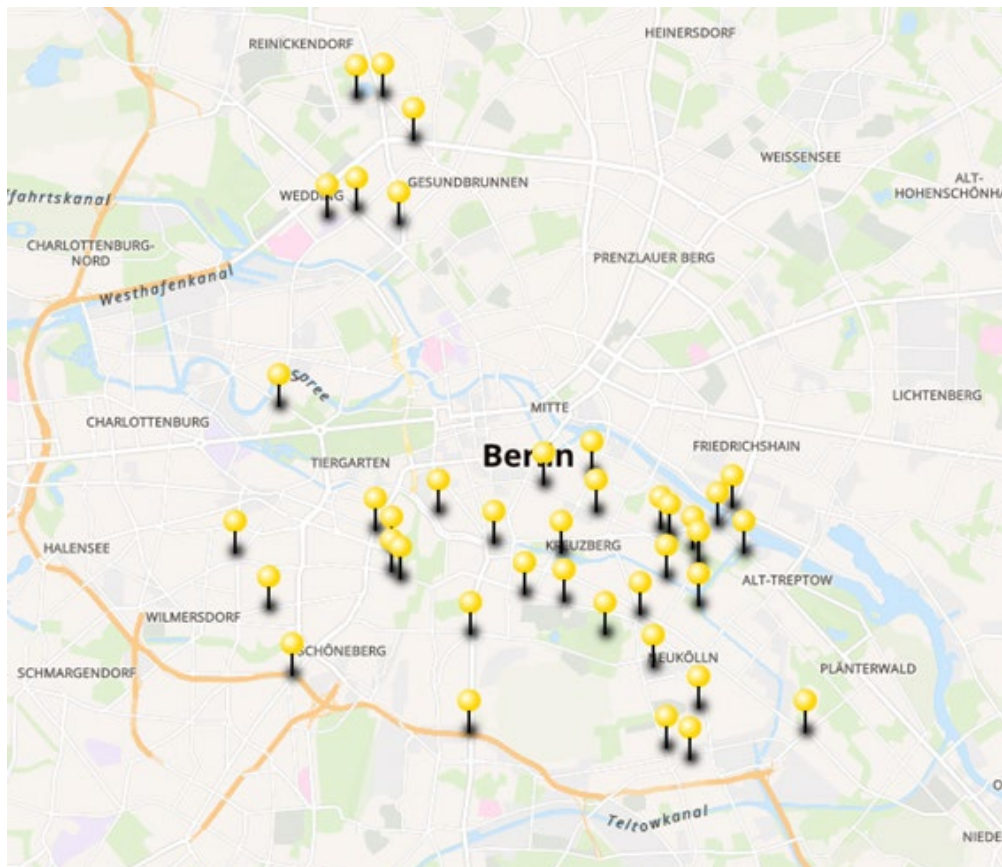 HEINERSDORF
REINICKENDORF
WEISSENSEE
ALT-
HOHENSCHÖNHA
GESUNDBRUNNEN
WEDDING
ffahrtskanal
CHARLOTTENBURG-
NORD
PRENZLAUER BERG
Westhafenkanal
Spree
LICHTENBERG
MITTE
CHARLOTTENBURG
FRIEDRICHSHAIN
Berlin
TIERGARTEN
KREUZBERG
HALENSEE
ALT-TREPTOW
WILMERSDORF
SCHÖNEBERG
NEUKÖLLN
PLÄNTERWALD
SCHMARGENDORF
Teltowkanal
NIEDE